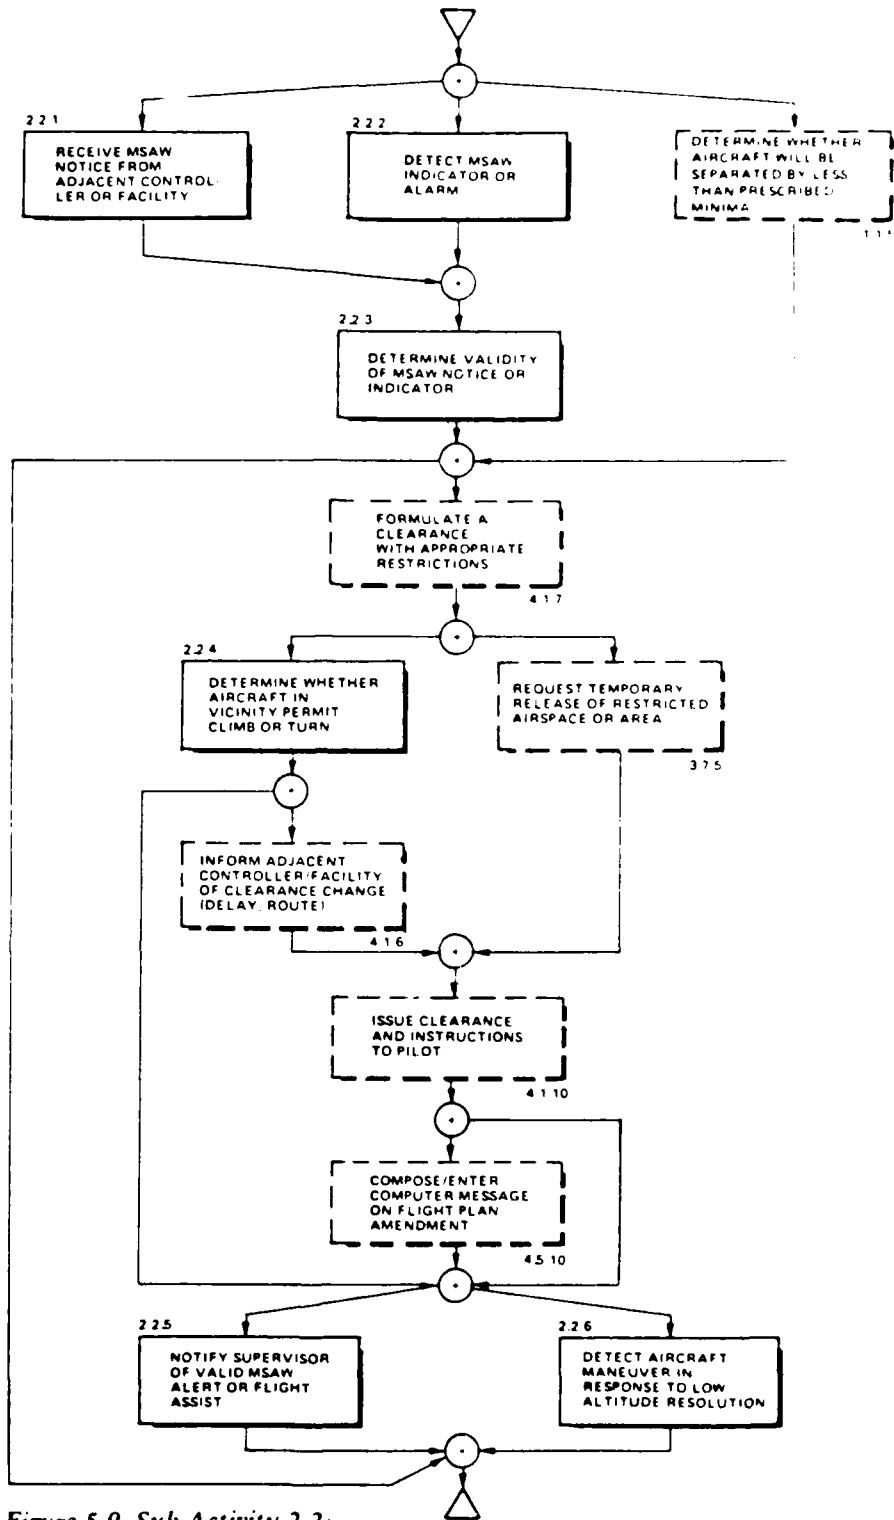 2.2.1
RECEIVE MSAW
NOTICE FROM
ADJACENT CONTROL-
LER OR FACILITY
2.2.2
DETECT MSAW
INDICATOR OR
ALARM
DETERMINE WHETHER
AIRCRAFT WILL BE
SEPARATED BY LESS
THAN PRESCRIBED
MINIMA
2.2.3
DETERMINE VALIDITY
OF MSAW NOTICE OR
INDICATOR
FORMULATE A
CLEARANCE
WITH APPROPRIATE
RESTRICTIONS
4.1.7
2.2.4
DETERMINE WHETHER
AIRCRAFT IN
VICINITY PERMIT
CLIMB OR TURN
REQUEST TEMPORARY
RELEASE OF RESTRICTED
AIRSPACE OR AREA
3.7.5
INFORM ADJACENT
CONTROLLER/FACILITY
OF CLEARANCE CHANGE
(DELAY, ROUTE)
4.1.6
ISSUE CLEARANCE
AND INSTRUCTIONS
TO PILOT
4.1.10
COMPOSE/ENTER
COMPUTER MESSAGE
ON FLIGHT PLAN
AMENDMENT
4.5.10
2.2.5
NOTIFY SUPERVISOR
OF VALID MSAW
ALERT OR FLIGHT
ASSIST
2.2.6
DETECT AIRCRAFT
MANEUVER IN
RESPONSE TO LOW
ALTITUDE RESOLUTION
Figure 5-9. Sub-Activity 2.2: